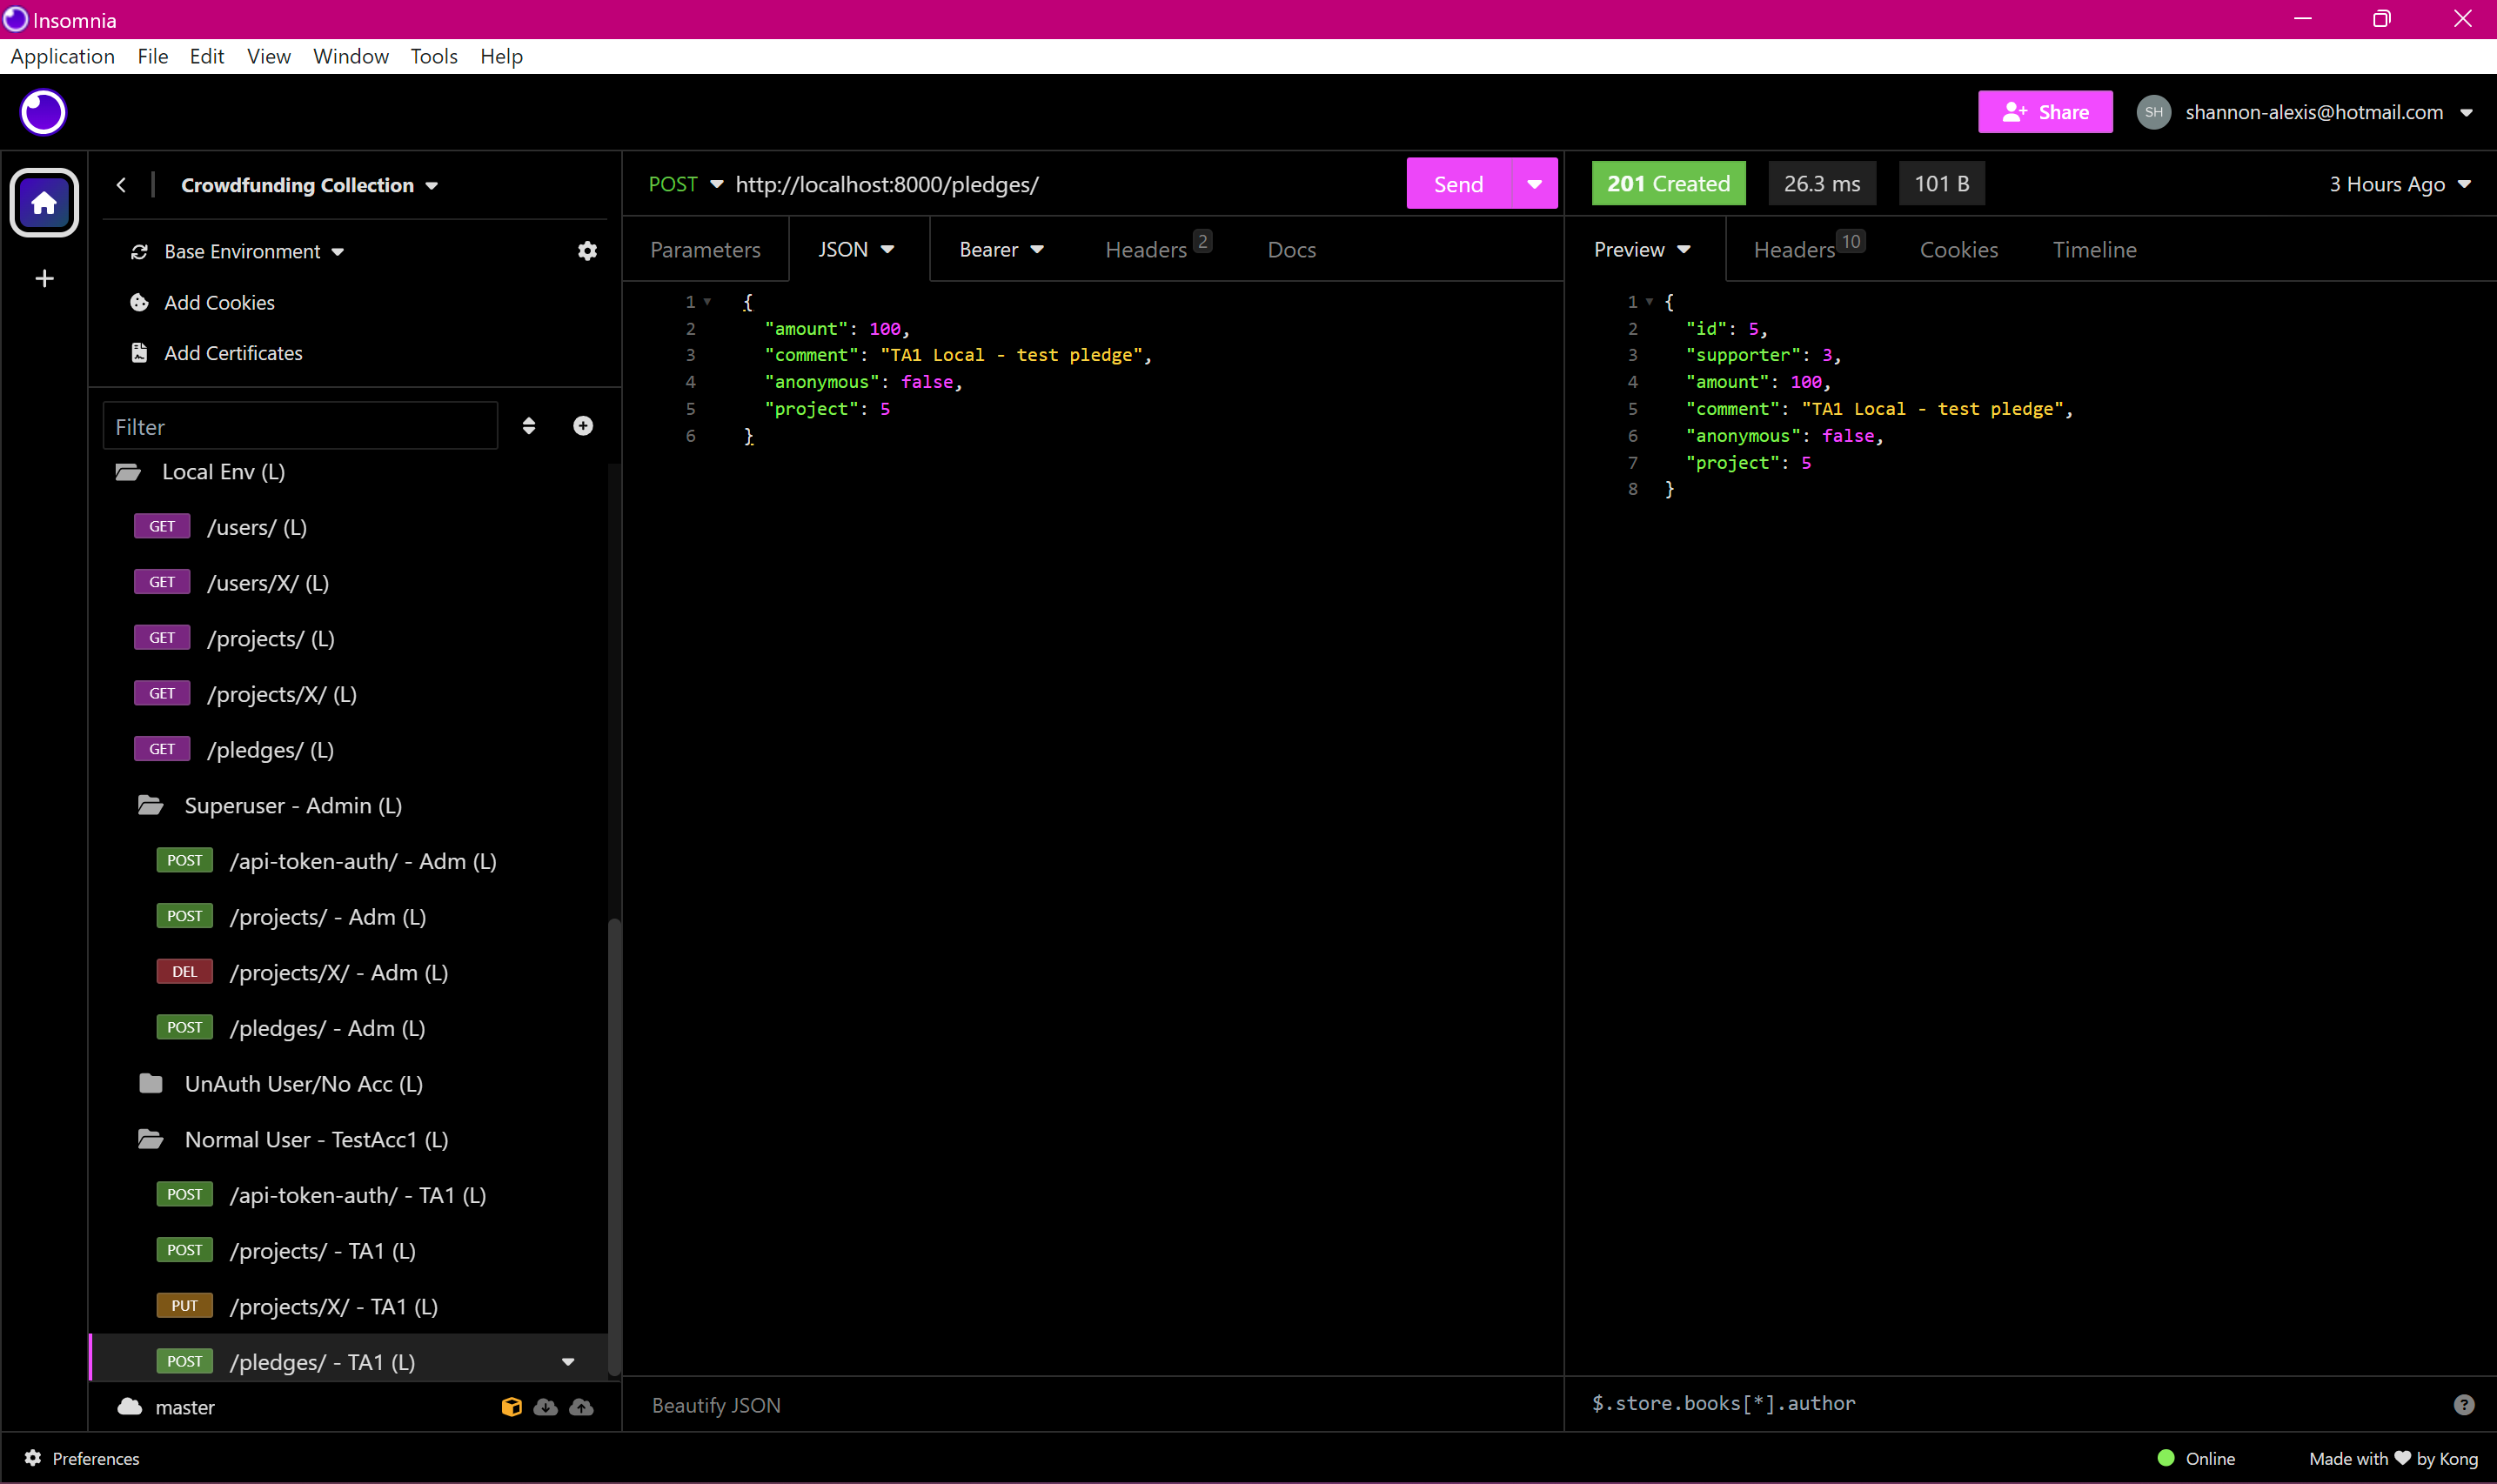 Insomnia
Application File Edit View Window Tools Help
Share SH shannon-alexis@hotmail.com
Crowdfunding Collection
Base Environment
Add Cookies
Add Certificates
Filter
Local Env (L)
GET /users/ (L)
GET /users/X/ (L)
GET /projects/ (L)
GET /projects/X/ (L)
GET /pledges/ (L)
Superuser - Admin (L)
POST /api-token-auth/ - Adm (L)
POST /projects/ - Adm (L)
DEL /projects/X/ - Adm (L)
POST /pledges/ - Adm (L)
UnAuth User/No Acc (L)
Normal User - TestAcc1 (L)
POST /api-token-auth/ - TA1 (L)
POST /projects/ - TA1 (L)
PUT /projects/X/ - TA1 (L)
POST /pledges/ - TA1 (L)
master
POST http://localhost:8000/pledges/ Send
Parameters JSON Bearer Headers 2 Docs
1 {
2 "amount": 100,
3 "comment": "TA1 Local - test pledge",
4 "anonymous": false,
5 "project": 5
6 }
Beautify JSON
201 Created 26.3 ms 101 B 3 Hours Ago
Preview Headers 10 Cookies Timeline
1 {
2 "id": 5,
3 "supporter": 3,
4 "amount": 100,
5 "comment": "TA1 Local - test pledge",
6 "anonymous": false,
7 "project": 5
8 }
$.store.books[*].author ?
Preferences
Online Made with ♥ by Kong